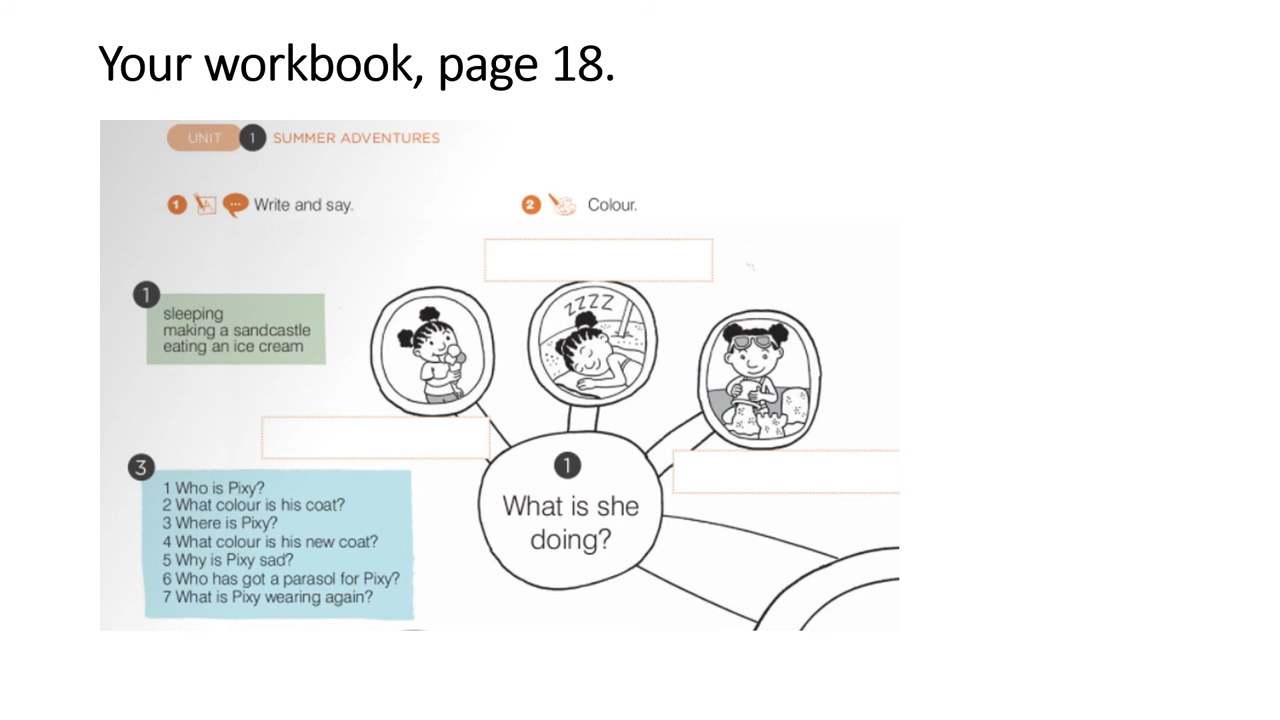 Your workbook, page 18.
UNIT 1 SUMMER ADVENTURES
1 Write and say.
2 Colour.
1
sleeping
making a sandcastle
eating an ice cream
ZZZZ
1
What is she
doing?
3
1 Who is Pixy?
2 What colour is his coat?
3 Where is Pixy?
4 What colour is his new coat?
5 Why is Pixy sad?
6 Who has got a parasol for Pixy?
7 What is Pixy wearing again?